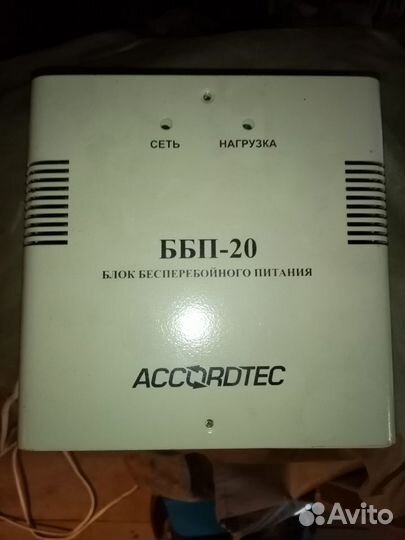 СЕТЬ НАГРУЗКА
ББП-20
БЛОК БЕСПЕРЕБОЙНОГО ПИТАНИЯ
ACCORDTEC
Avito